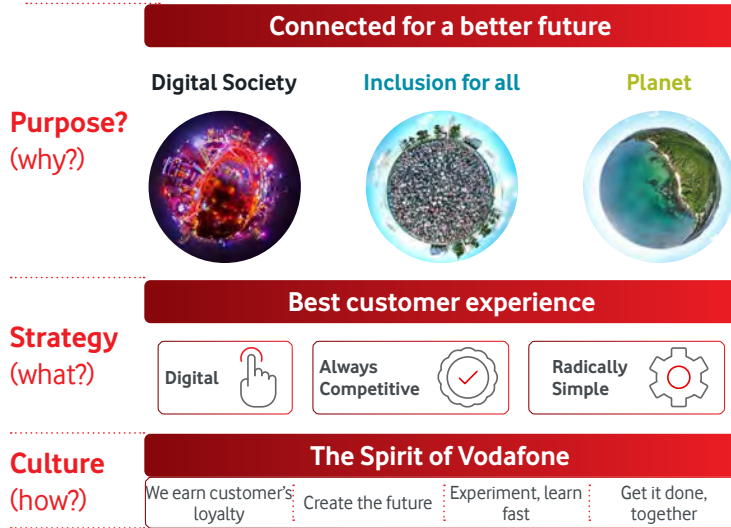 Connected for a better future
Purpose?
(why?)
Digital Society
Inclusion for all
Planet
Strategy
(what?)
Best customer experience
Digital
Always
Competitive
Radically
Simple
Culture
(how?)
The Spirit of Vodafone
We earn customer's
loyalty
Create the future
Experiment, learn
fast
Get it done,
together